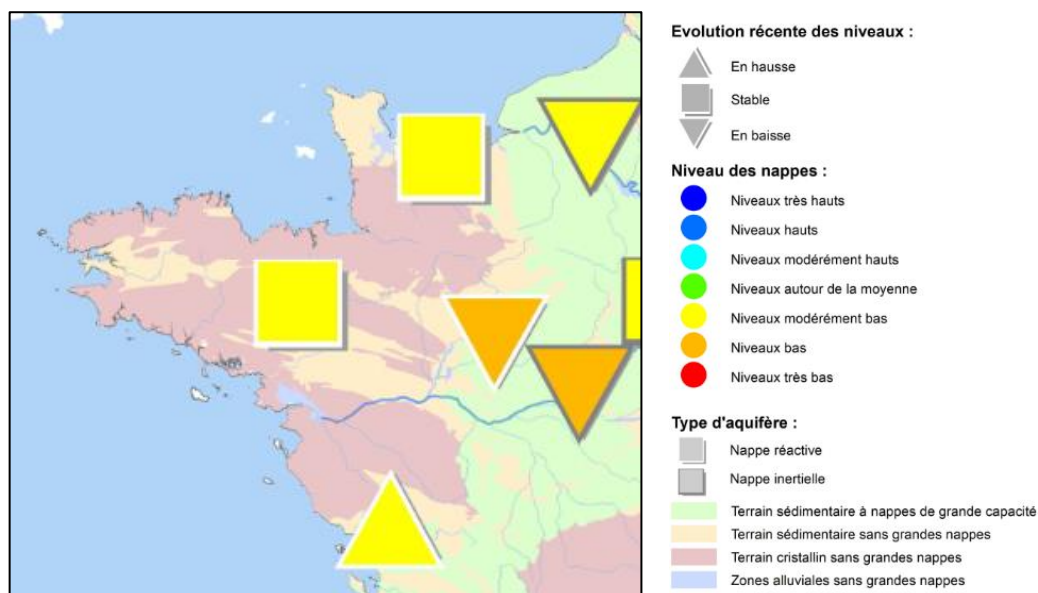 Evolution récente des niveaux :
En hausse
Stable
En baisse
Niveau des nappes :
Niveaux très hauts
Niveaux hauts
Niveaux modérément hauts
Niveaux autour de la moyenne
Niveaux modérément bas
Niveaux bas
Niveaux très bas
Type d'aquifère :
Nappe réactive
Nappe inertielle
Terrain sédimentaire à nappes de grande capacité
Terrain sédimentaire sans grandes nappes
Terrain cristallin sans grandes nappes
Zones alluviales sans grandes nappes